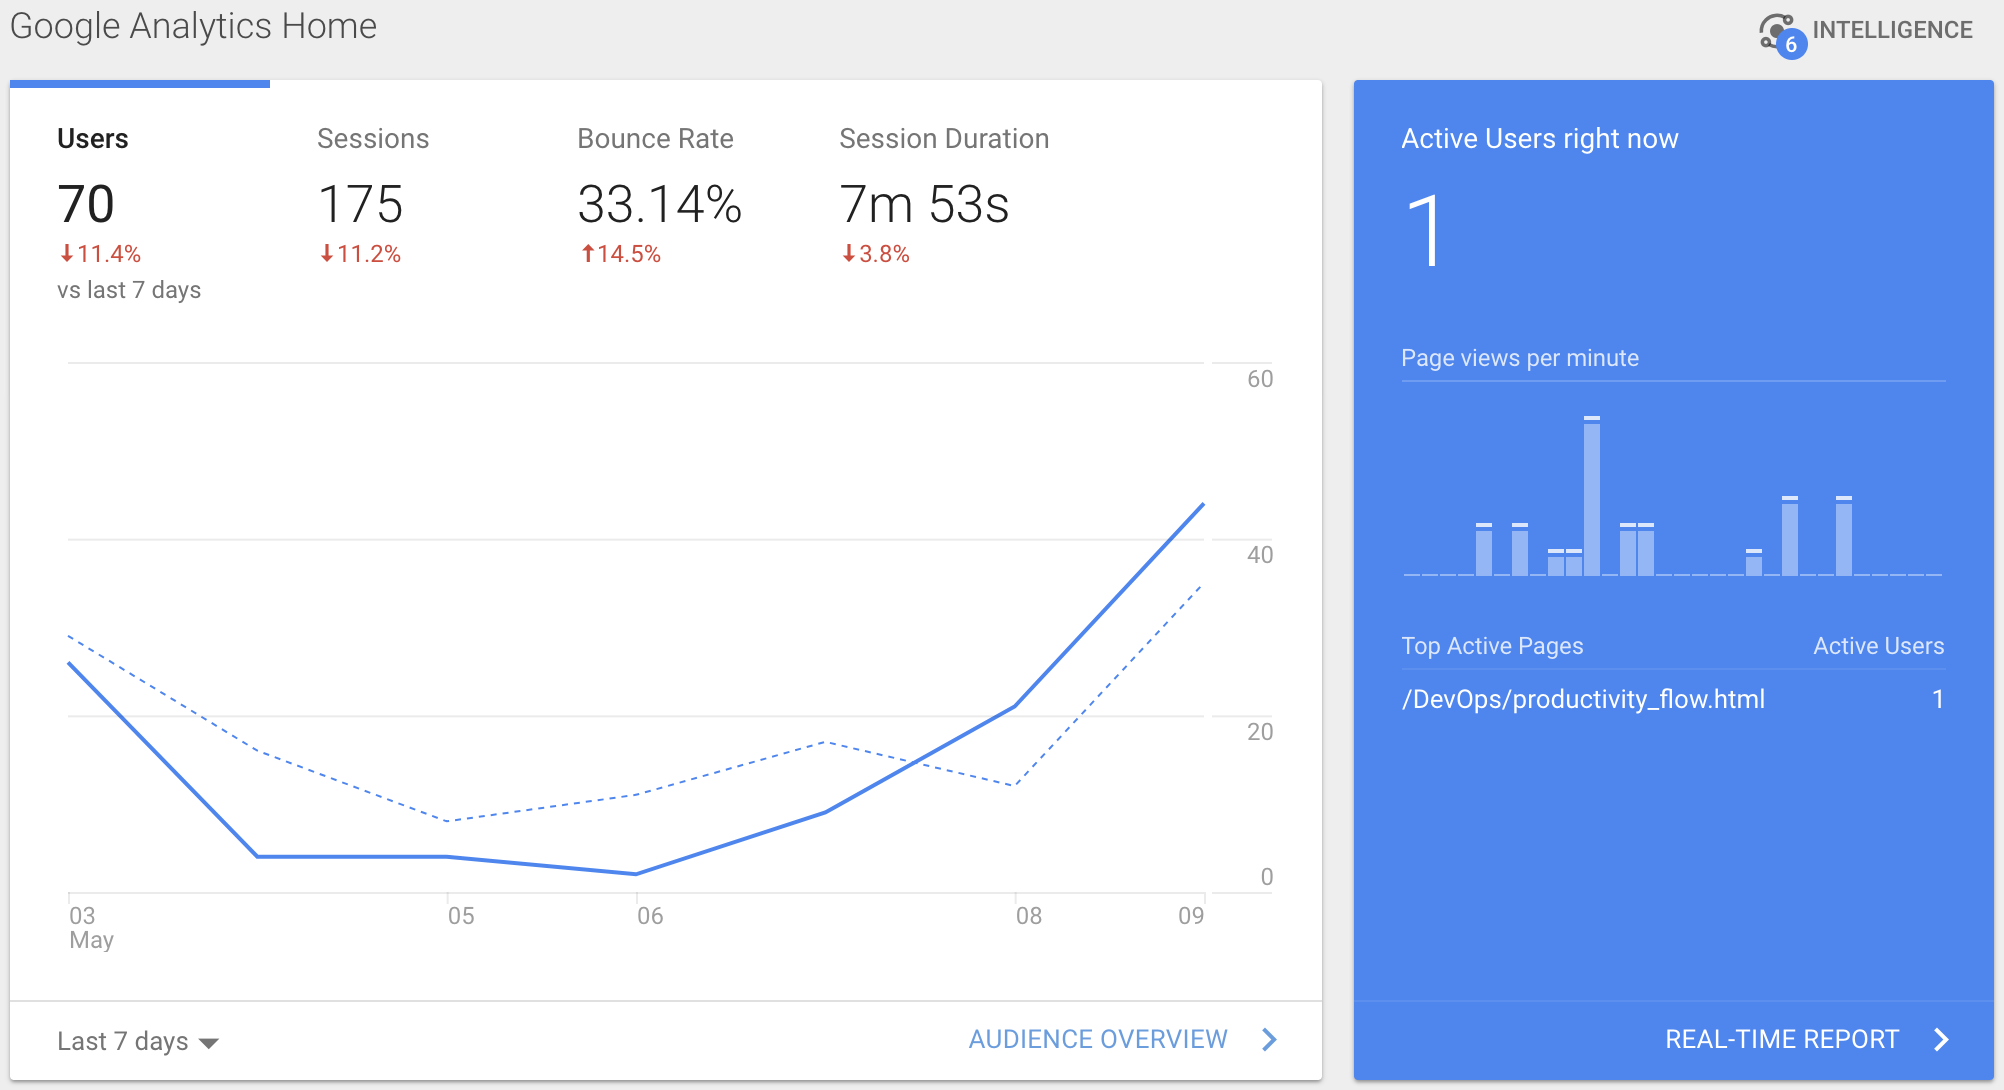 Google Analytics Home
6 INTELLIGENCE
Users
70
11.4%
vs last 7 days
Sessions
175
11.2%
Bounce Rate
33.14%
14.5%
Session Duration
7m 53s
3.8%
60
40
20
0
03
May
05
06
08
09
Last 7 days
AUDIENCE OVERVIEW
Active Users right now
1
Page views per minute
Top Active Pages Active Users
/DevOps/productivity_flow.html 1
REAL-TIME REPORT